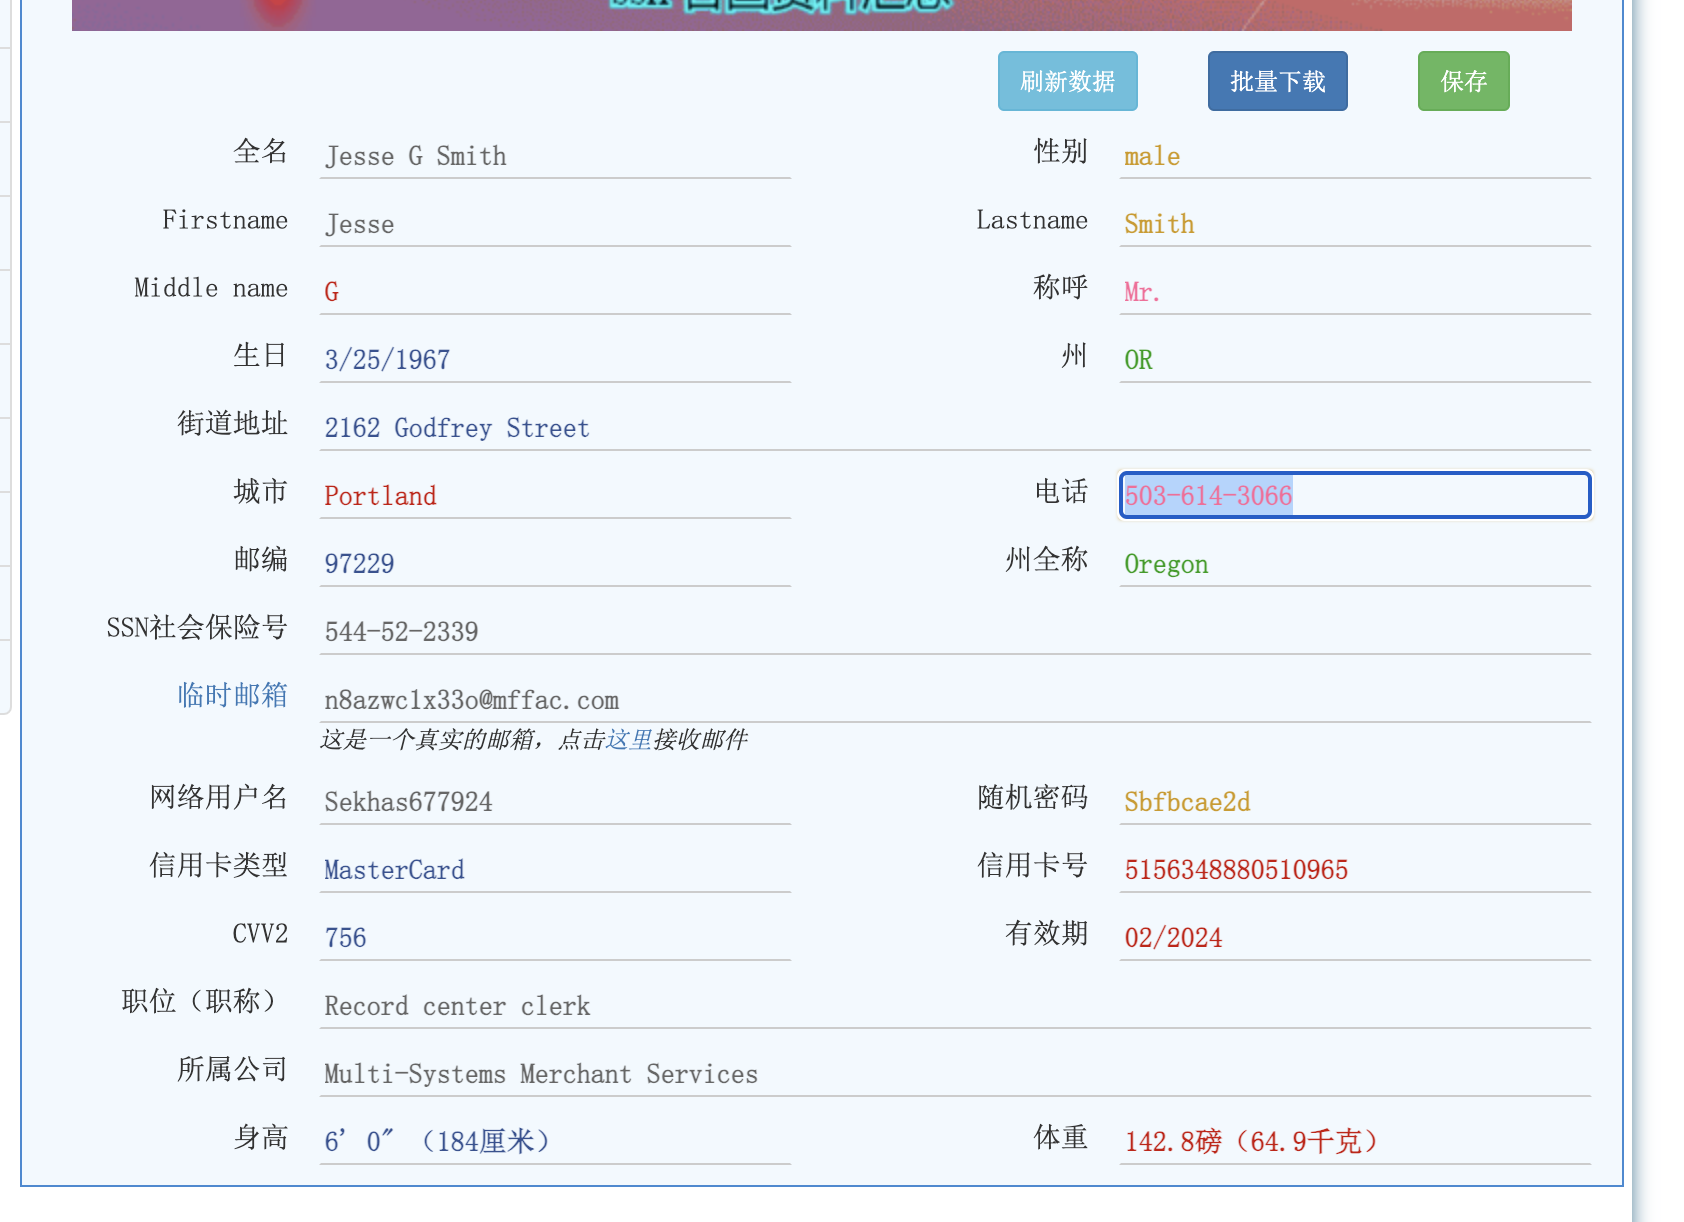 刷新数据 批量下载 保存
全名 Jesse G Smith 性别 male
Firstname Jesse Lastname Smith
Middle name G 称呼 Mr.
生日 3/25/1967 州 OR
街道地址 2162 Godfrey Street
城市 Portland 电话 503-614-3066
邮编 97229 州全称 Oregon
SSN社会保险号 544-52-2339
临时邮箱 n8azwc1x33o@mffac.com
这是一个真实的邮箱，点击这里接收邮件
网络用户名 Sekhas677924 随机密码 Sbfbcae2d
信用卡类型 MasterCard 信用卡号 5156348880510965
CVV2 756 有效期 02/2024
职位（职称） Record center clerk
所属公司 Multi-Systems Merchant Services
身高 6' 0" （184厘米） 体重 142.8磅（64.9千克）